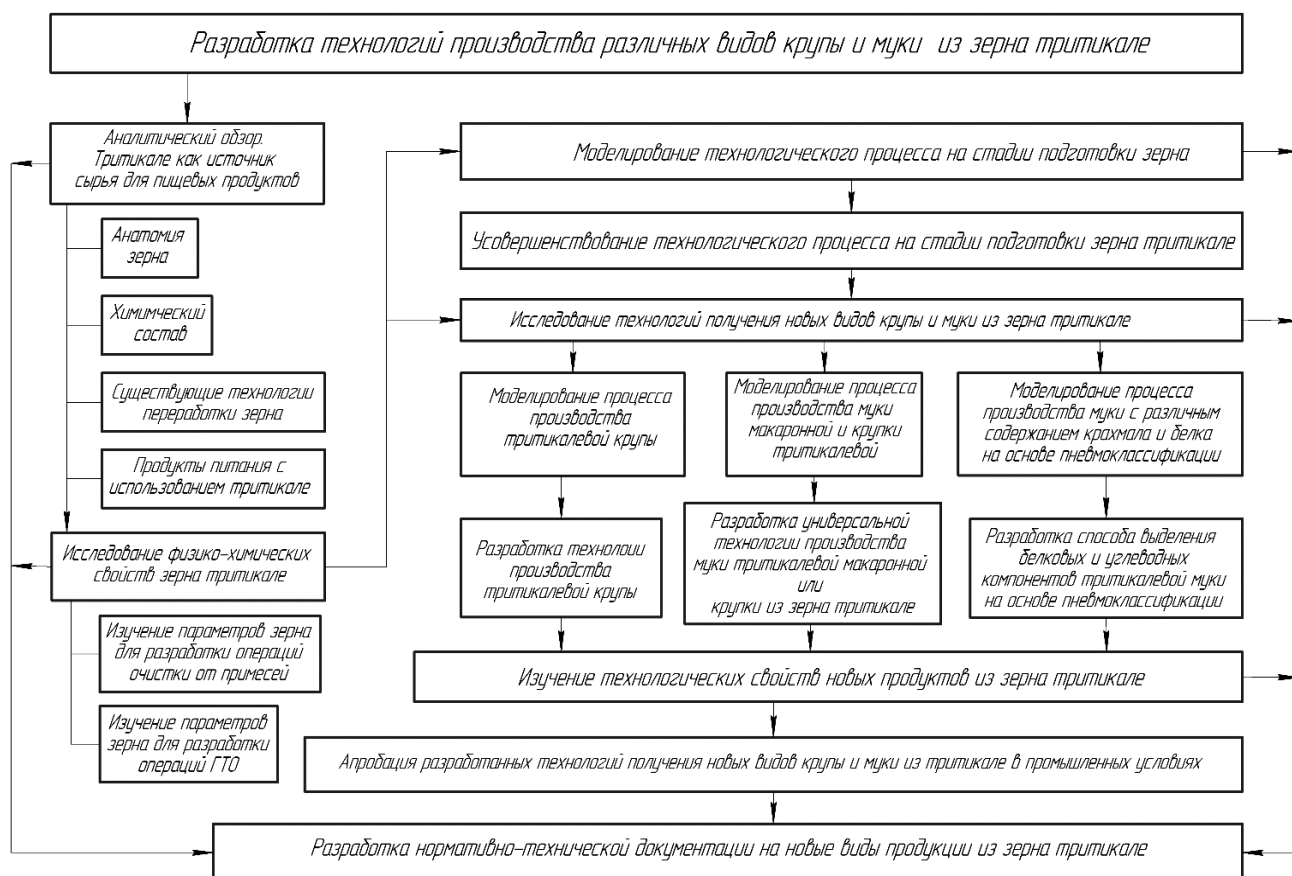 Разработка технологий производства различных видов крупы и муки из зерна тритикале
Аналитический обзор.
Тритикале как источник
сырья для пищевых продуктов
Анатомия
зерна
Химимческий
состав
Существующие технологии
переработки зерна
Продукты питания с
использованием тритикале
Исследование физико-химических
свойств зерна тритикале
Изучение параметров зерна
для разработки операций
очистки от примесей
Изучение параметров
зерна для разработки
операций ГТО
Моделирование технологического процесса на стадии подготовки зерна
Усовершенствование технологического процесса на стадии подготовки зерна тритикале
Исследование технологий получения новых видов крупы и муки из зерна тритикале
Моделирование процесса
производства
тритикалевой крупы
Моделирование процесса
производства муки
макаронной и крупки
тритикалевой
Моделирование процесса
производства муки с различным
содержанием крахмала и белка
на основе пневмоклассификации
Разработка технолоии
производства
тритикалевой крупы
Разработка универсальной
технологии производства
муки тритикалевой макаронной
или
крупки из зерна тритикале
Разработка способа выделения
белковых и углеводных
компонентов тритикалевой муки
на основе пневмоклассификации
Изучение технологических свойств новых продуктов из зерна тритикале
Апробация разработанных технологий получения новых видов крупы и муки из тритикале в промышленных условиях
Разработка нормативно-технической документации на новые виды продукции из зерна тритикале